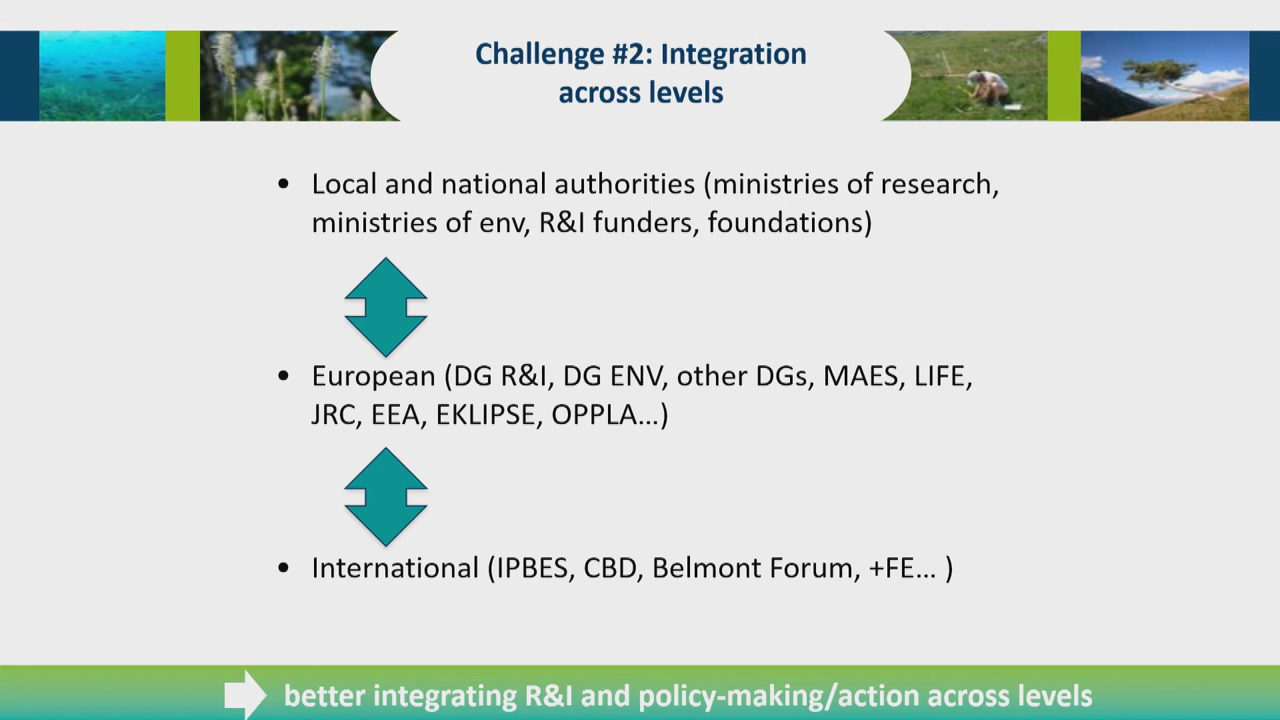 Challenge #2: Integration
across levels
• Local and national authorities (ministries of research,
ministries of env, R&I funders, foundations)
• European (DG R&I, DG ENV, other DGs, MAES, LIFE,
JRC, EEA, EKLIPSE, OPPLA…)
• International (IPBES, CBD, Belmont Forum, +FE… )
better integrating R&I and policy-making/action across levels